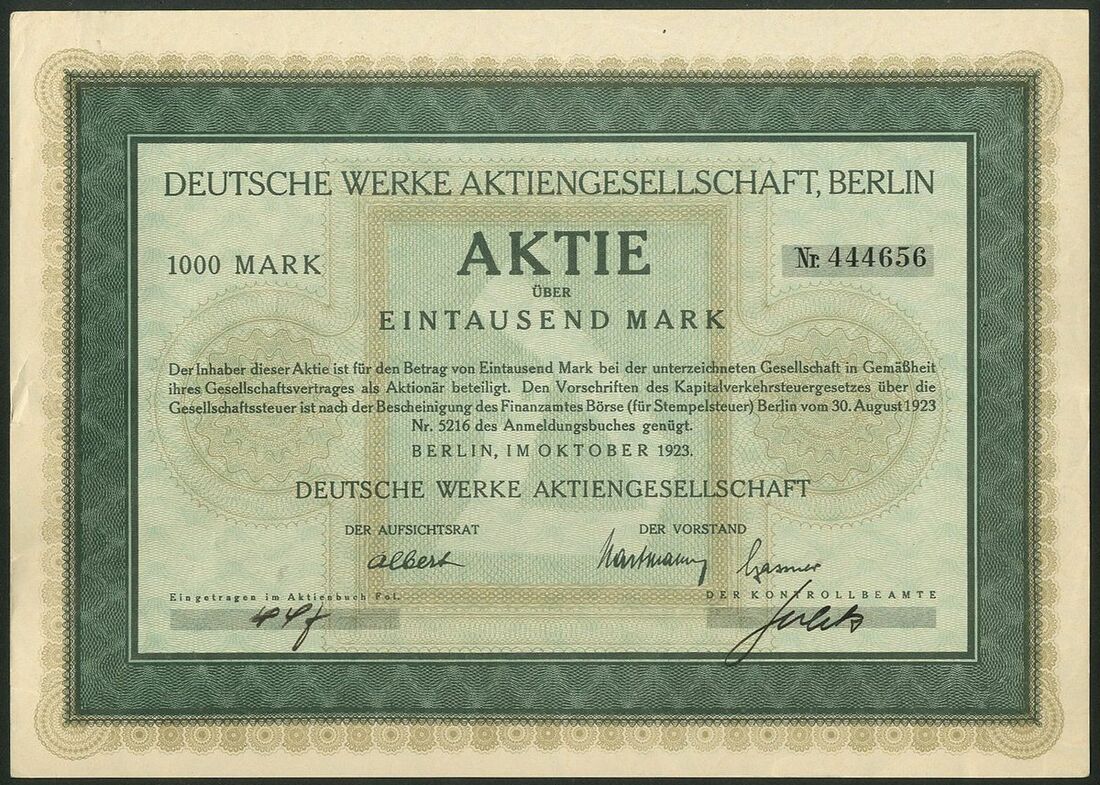 DEUTSCHE WERKE AKTIENGESELLSCHAFT, BERLIN
1000 MARK
AKTIE
Nr. 444656
ÜBER
EINTAUSEND MARK
Der Inhaber dieser Aktie ist für den Betrag von Eintausend Mark bei der unterzeichneten Gesellschaft in Gemäßheit
ihres Gesellschaftsvertrages als Aktionär beteiligt. Den Vorschriften des Kapitalverkehrsteuergesetzes über die
Gesellschaftssteuer ist nach der Bescheinigung des Finanzamtes Börse (für Stempelsteuer) Berlin vom 30. August 1923
Nr. 5216 des Anmeldungsbuches genügt.
BERLIN, IM OKTOBER 1923.
DEUTSCHE WERKE AKTIENGESELLSCHAFT
DER AUFSICHTSRAT
DER VORSTAND
Albert
Hartmann
Eingetragen im Aktienbuch Fol.
DER KONTROLLBEAMTE